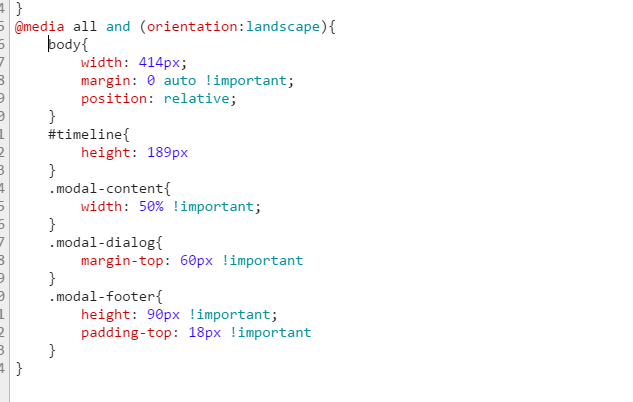 4 }
5 @media all and (orientation:landscape){
6     body{
7         width: 414px;
8         margin: 0 auto !important;
9         position: relative;
0     }
1     #timeline{
2         height: 189px
3     }
4     .modal-content{
5         width: 50% !important;
6     }
7     .modal-dialog{
8         margin-top: 60px !important
9     }
0     .modal-footer{
1         height: 90px !important;
2         padding-top: 18px !important
3     }
4 }